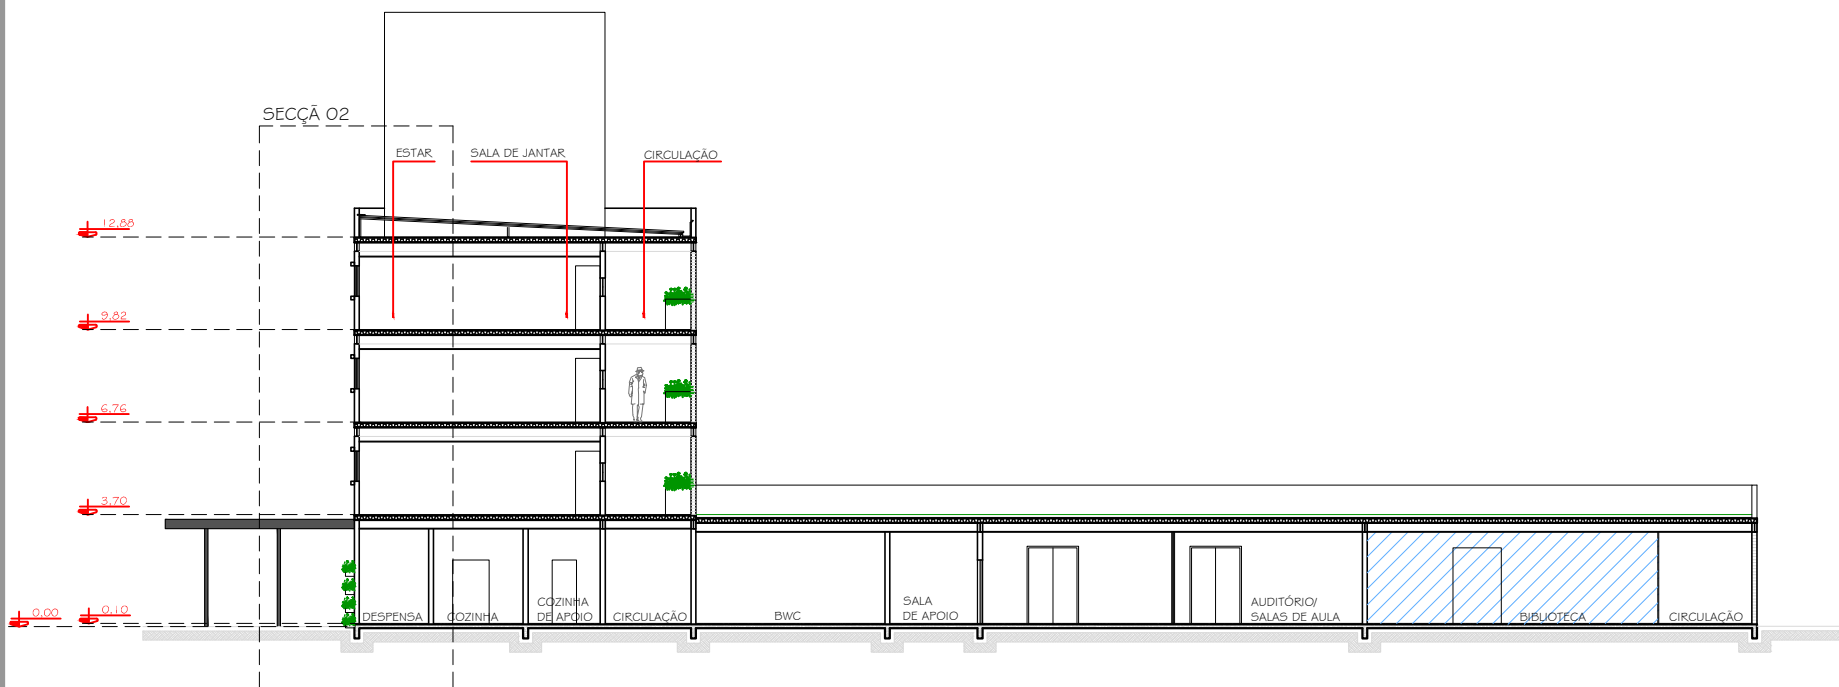 SECÇÃ 02
ESTAR
SALA DE JANTAR
CIRCULAÇÃO
12.88
9.82
6.76
3.70
0.00
0.10
DESPENSA
COZINHA
COZINHA
DE APOIO
CIRCULAÇÃO
BWC
SALA
DE APOIO
AUDITÓRIO/
SALAS DE AULA
BIBLIOTECA
CIRCULAÇÃO